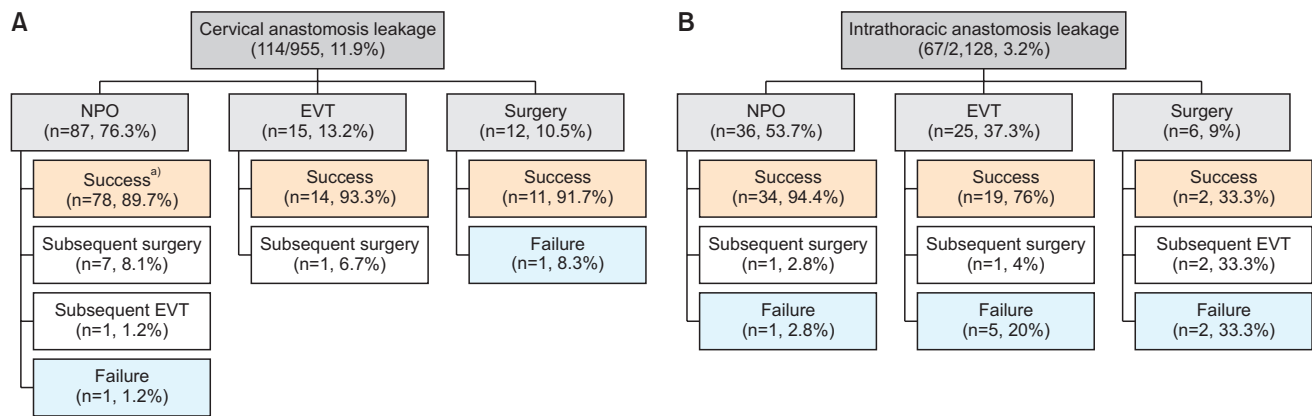 A
Cervical anastomosis leakage
(114/955, 11.9%)
NPO
(n=87, 76.3%)
EVT
(n=15, 13.2%)
Surgery
(n=12, 10.5%)
Success a)
(n=78, 89.7%)
Success
(n=14, 93.3%)
Success
(n=11, 91.7%)
Subsequent surgery
(n=7, 8.1%)
Subsequent surgery
(n=1, 6.7%)
Failure
(n=1, 8.3%)
Subsequent EVT
(n=1, 1.2%)
Failure
(n=1, 1.2%)
B
Intrathoracic anastomosis leakage
(67/2,128, 3.2%)
NPO
(n=36, 53.7%)
EVT
(n=25, 37.3%)
Surgery
(n=6, 9%)
Success
(n=34, 94.4%)
Success
(n=19, 76%)
Success
(n=2, 33.3%)
Subsequent surgery
(n=1, 2.8%)
Subsequent surgery
(n=1, 4%)
Subsequent EVT
(n=2, 33.3%)
Failure
(n=1, 2.8%)
Failure
(n=5, 20%)
Failure
(n=2, 33.3%)